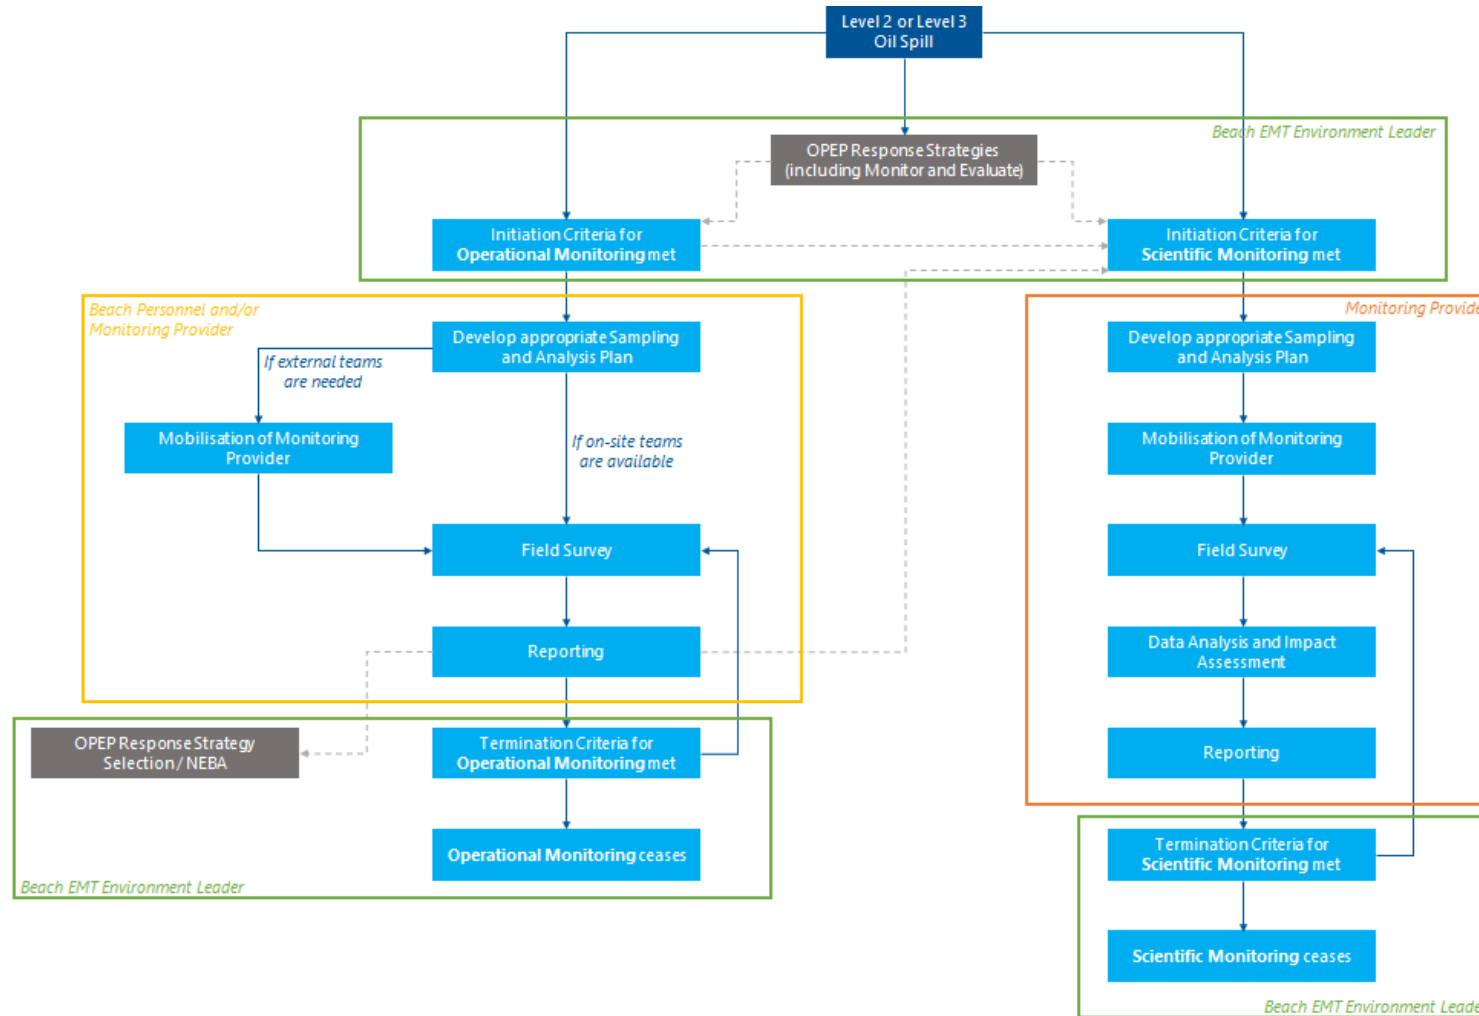 Level 2 or Level 3
Oil Spill
Beach EMT Environment Leader
OPEP Response Strategies
(including Monitor and Evaluate)
Initiation Criteria for
Operational Monitoring met
Initiation Criteria for
Scientific Monitoring met
Beach Personnel and/or
Monitoring Provider
Monitoring Provide
Develop appropriate Sampling
and Analysis Plan
Develop appropriate Sampling
and Analysis Plan
If external teams
are needed
Mobilisation of Monitoring
Provider
If on-site teams
are available
Mobilisation of Monitoring
Provider
Field Survey
Field Survey
Reporting
Data Analysis and Impact
Assessment
OPEP Response Strategy
Selection / NEBA
Termination Criteria for
Operational Monitoring met
Reporting
Operational Monitoring ceases
Beach EMT Environment Leader
Termination Criteria for
Scientific Monitoring met
Scientific Monitoring ceases
Beach EMT Environment Leade